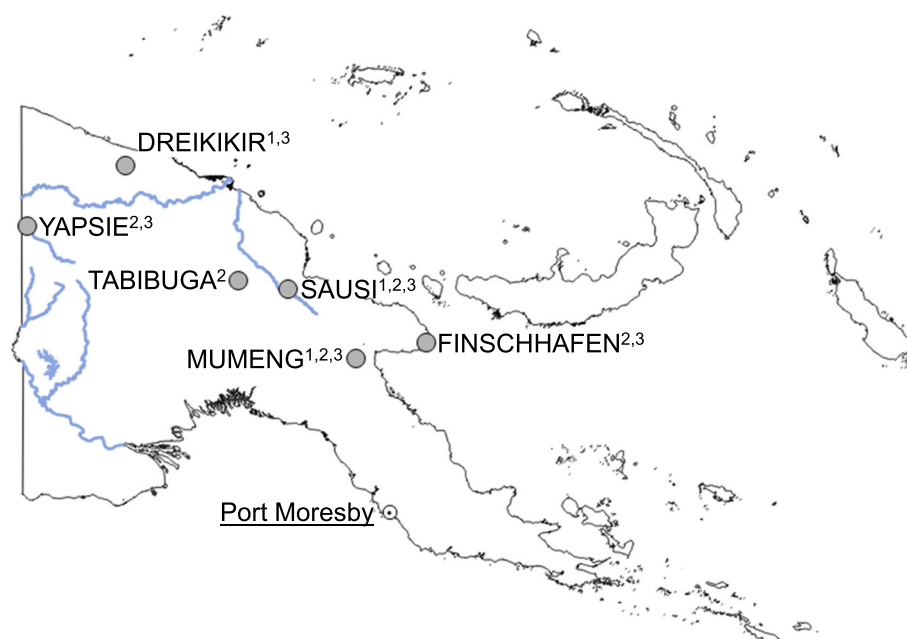 DREIKIKIR1,3
YAPSIE2,3
TABIBUGA2
SAUSI1,2,3
FINSCHHAFEN2,3
MUMENG1,2,3
Port Moresby